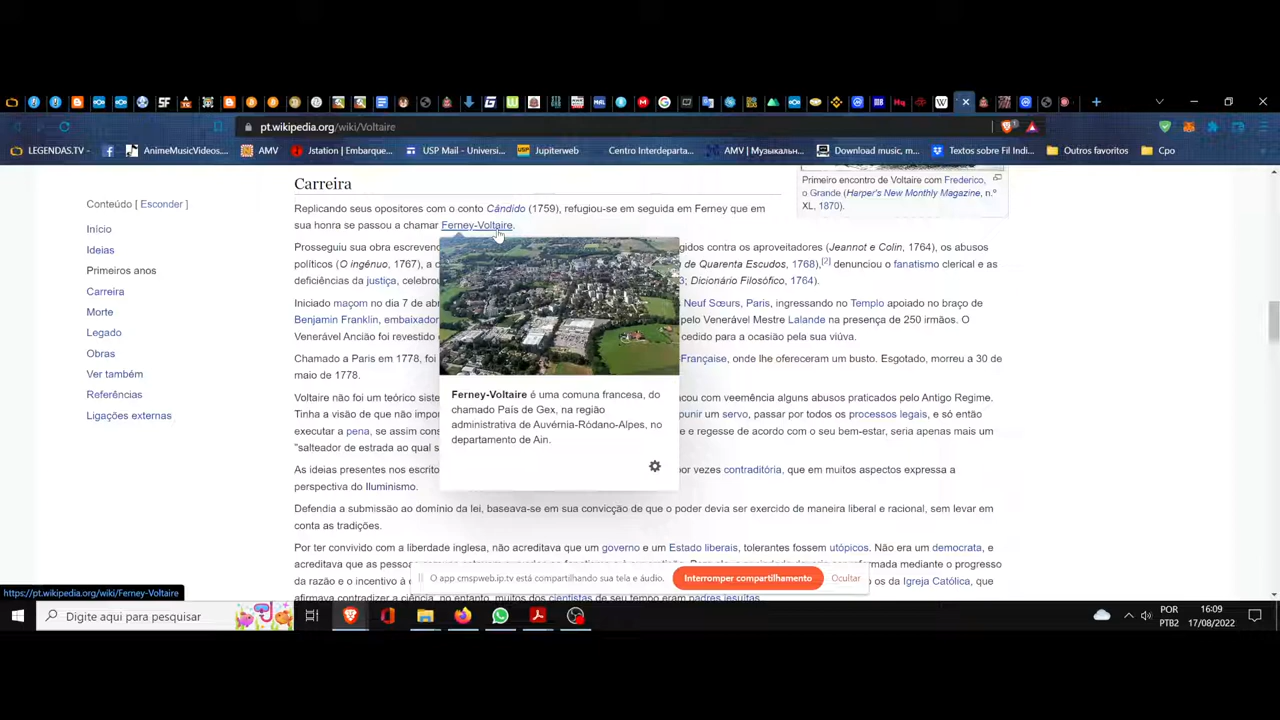 pt.wikipedia.org/wiki/Voltaire
LEGENDAS.TV -
AnimeMusicVideos...
AMV
Jstation | Embarque...
USP Mail - Universi...
Jupiterweb
Centro Interdeparta...
AMV | Музыкальн...
Download music, m...
Textos sobre Fil Indi...
Outros favoritos
Cpo
Conteúdo [ Esconder ]
Início
Ideias
Primeiros anos
Carreira
Morte
Legado
Obras
Ver também
Referências
Ligações externas
Carreira
Replicando seus opositores com o conto Cândido (1759), refugiou-se em seguida em Ferney que em
sua honra se passou a chamar Ferney-Voltaire.
Prosseguiu sua obra escreven gidos contra os aproveitadores (Jeannot e Colin, 1764), os abusos
políticos (O ingênuo, 1767), a c de Quarenta Escudos, 1768),[2] denunciou o fanatismo clerical e as
deficiências da justiça, celebrou 3; Dicionário Filosófico, 1764).
Iniciado maçom no dia 7 de abr Neuf Sœurs, Paris, ingressando no Templo apoiado no braço de
Benjamin Franklin, embaixador pelo Venerável Mestre Lalande na presença de 250 irmãos. O
Venerável Ancião foi revestido cedido para a ocasião pela sua viúva.
Chamado a Paris em 1778, foi Française, onde lhe ofereceram um busto. Esgotado, morreu a 30 de
maio de 1778.
Voltaire não foi um teórico siste cou com veemência alguns abusos praticados pelo Antigo Regime.
Tinha a visão de que não impor punir um servo, passar por todos os processos legais, e só então
executar a pena, se assim cons e regesse de acordo com o seu bem-estar, seria apenas mais um
"salteador de estrada ao qual s
As ideias presentes nos escrito por vezes contraditória, que em muitos aspectos expressa a
perspectiva do Iluminismo.
Defendia a submissão ao domínio da lei, baseava-se em sua convicção de que o poder devia ser exercido de maneira liberal e racional, sem levar em
conta as tradições.
Por ter convivido com a liberdade inglesa, não acreditava que um governo e um Estado liberais, tolerantes fossem utópicos. Não era um democrata, e
acreditava que as pessoa reformada mediante o progresso
da razão e o incentivo à os da Igreja Católica, que
afirmava contradizer a ciência, no entanto, muitos dos cientistas de seu tempo eram padres jesuítas.
Primeiro encontro de Voltaire com Frederico,
o Grande (Harper's New Monthly Magazine, n.º
XL, 1870).
Ferney-Voltaire é uma comuna francesa, do
chamado País de Gex, na região
administrativa de Auvérnia-Ródano-Alpes, no
departamento de Ain.
O app cmspweb.ip.tv está compartilhando sua tela e áudio.
Interromper compartilhamento
Ocultar
https://pt.wikipedia.org/wiki/Ferney-Voltaire
Digite aqui para pesquisar
POR
PTB2
16:09
17/08/2022